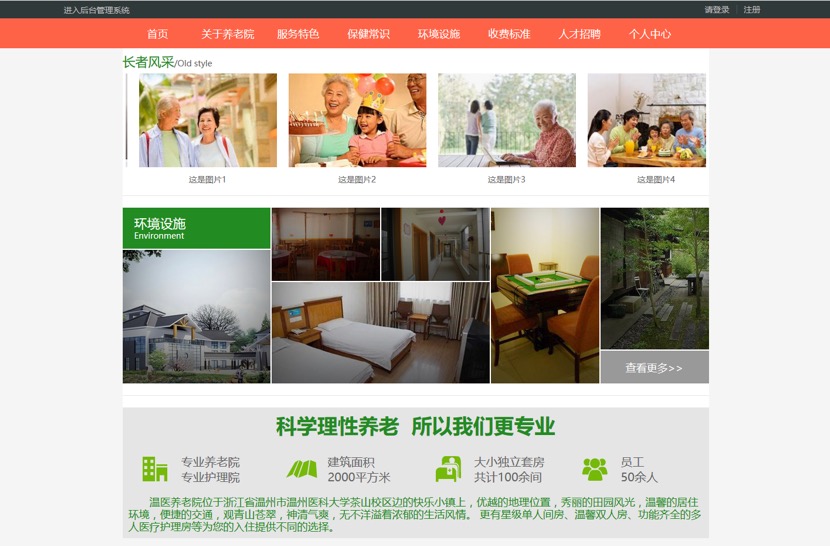 进入后台管理系统 请登录 注册
首页 关于养老院 服务特色 保健常识 环境设施 收费标准 人才招聘 个人中心
长者风采/Old style
这是图片1 这是图片2 这是图片3 这是图片4
环境设施
Environment
查看更多>>
科学理性养老 所以我们更专业
专业养老院 建筑面积 大小独立套房 员工
专业护理院 2000平方米 共计100余间 50余人
温医养老院位于浙江省温州市温州医科大学茶山校区边的快乐小镇上，优越的地理位置，秀丽的田园风光，温馨的居住
环境，便捷的交通，观青山苍翠，神清气爽，无不洋溢着浓郁的生活风情。 更有星级单人间房、温馨双人房、功能齐全的多
人医疗护理房等为您的入住提供不同的选择。